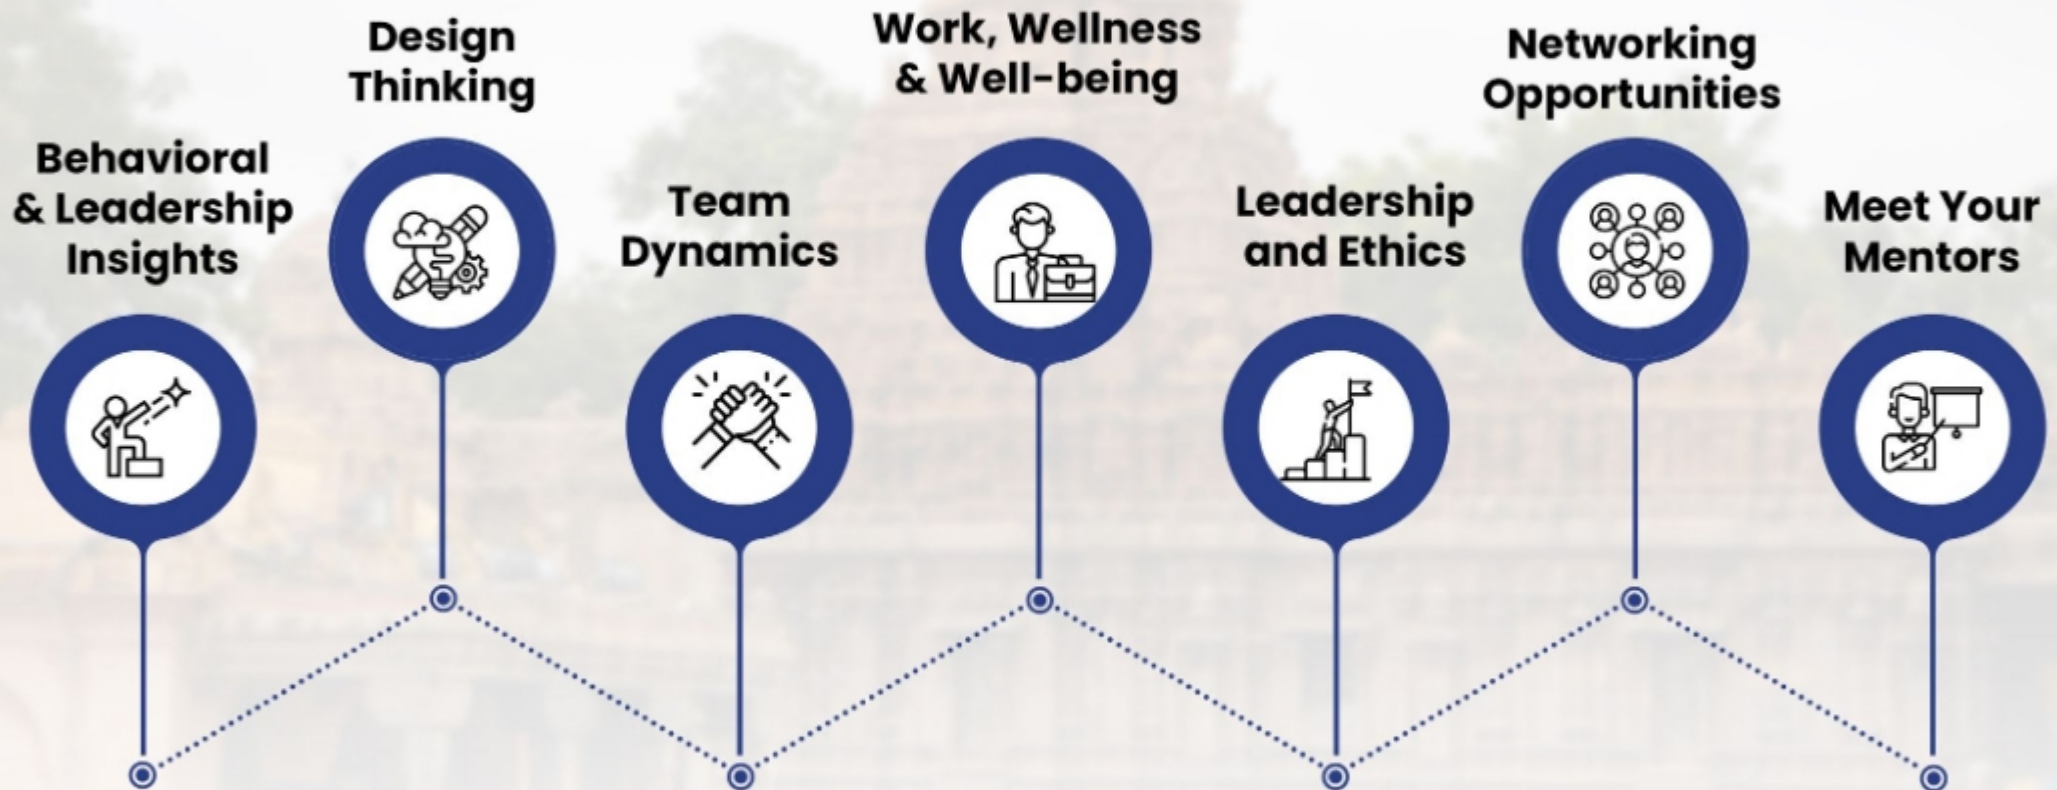 Behavioral
& Leadership
Insights
Design
Thinking
Team
Dynamics
Work, Wellness
& Well-being
Leadership
and Ethics
Networking
Opportunities
Meet Your
Mentors